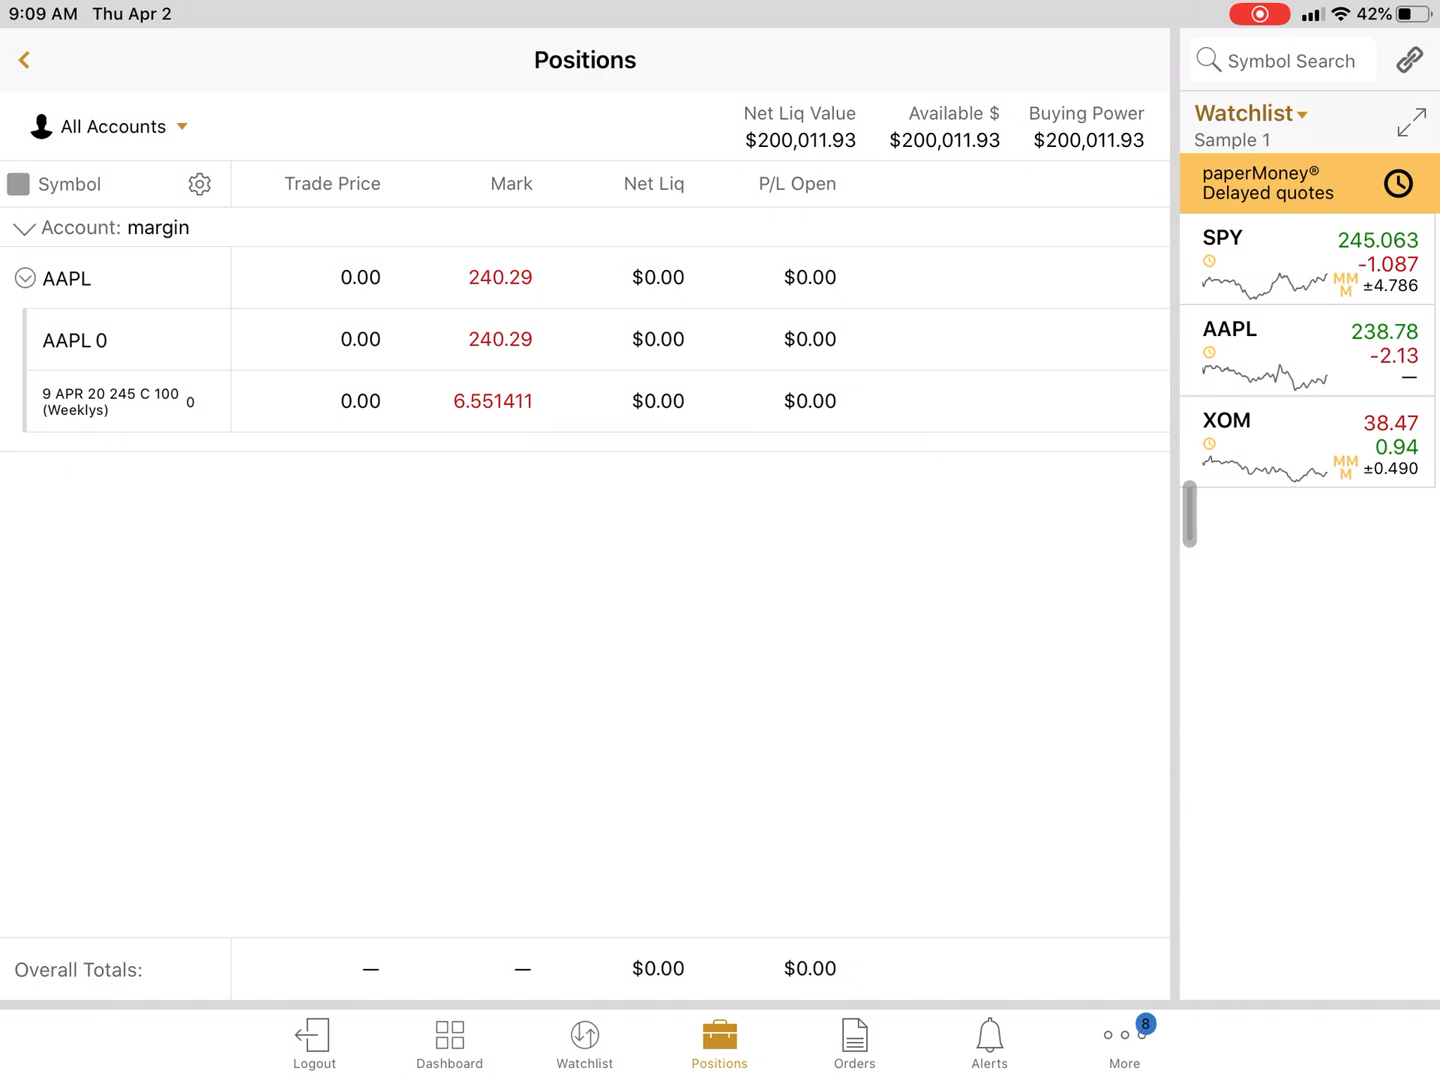 9:09 AM Thu Apr 2
42%
Positions
Symbol Search
All Accounts
Net Liq Value
$200,011.93
Available $
$200,011.93
Buying Power
$200,011.93
Watchlist
Sample 1
paperMoney®
Delayed quotes
Symbol Trade Price Mark Net Liq P/L Open
Account: margin
AAPL 0.00 240.29 $0.00 $0.00
AAPL 0 0.00 240.29 $0.00 $0.00
9 APR 20 245 C 100
(Weeklys)
0 0.00 6.551411 $0.00 $0.00
SPY
245.063
-1.087
MM
M
±4.786
AAPL
238.78
-2.13
—
XOM
38.47
0.94
MM
M
±0.490
Overall Totals: — — $0.00 $0.00
Logout
Dashboard
Watchlist
Positions
Orders
Alerts
8
More